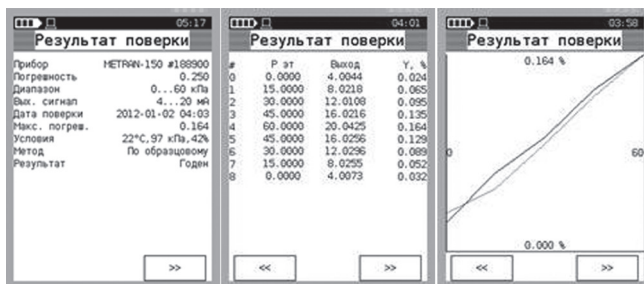 05:17
Результат поверки
Прибор METRAN-150 #188900
Погрешность 0.250
Диапазон 0...60 кПа
Вых. сигнал 4...20 мА
Дата поверки 2012-01-02 04:03
Макс. погреш. 0.164
Условия 22°C,97 кПа,42%
Метод По образцовому
Результат Годен
>>
04:01
Результат поверки
# P эт Выход Y, %
0 0.0000 4.0044 0.024
1 15.0000 8.0218 0.065
2 30.0000 12.0108 0.095
3 45.0000 16.0216 0.135
4 60.0000 20.0425 0.164
5 45.0000 16.0256 0.129
6 30.0000 12.0296 0.089
7 15.0000 8.0255 0.052
8 0.0000 4.0073 0.032
<< >>
03:58
Результат поверки
0.164 %
0 60
0.000 %
<< >>